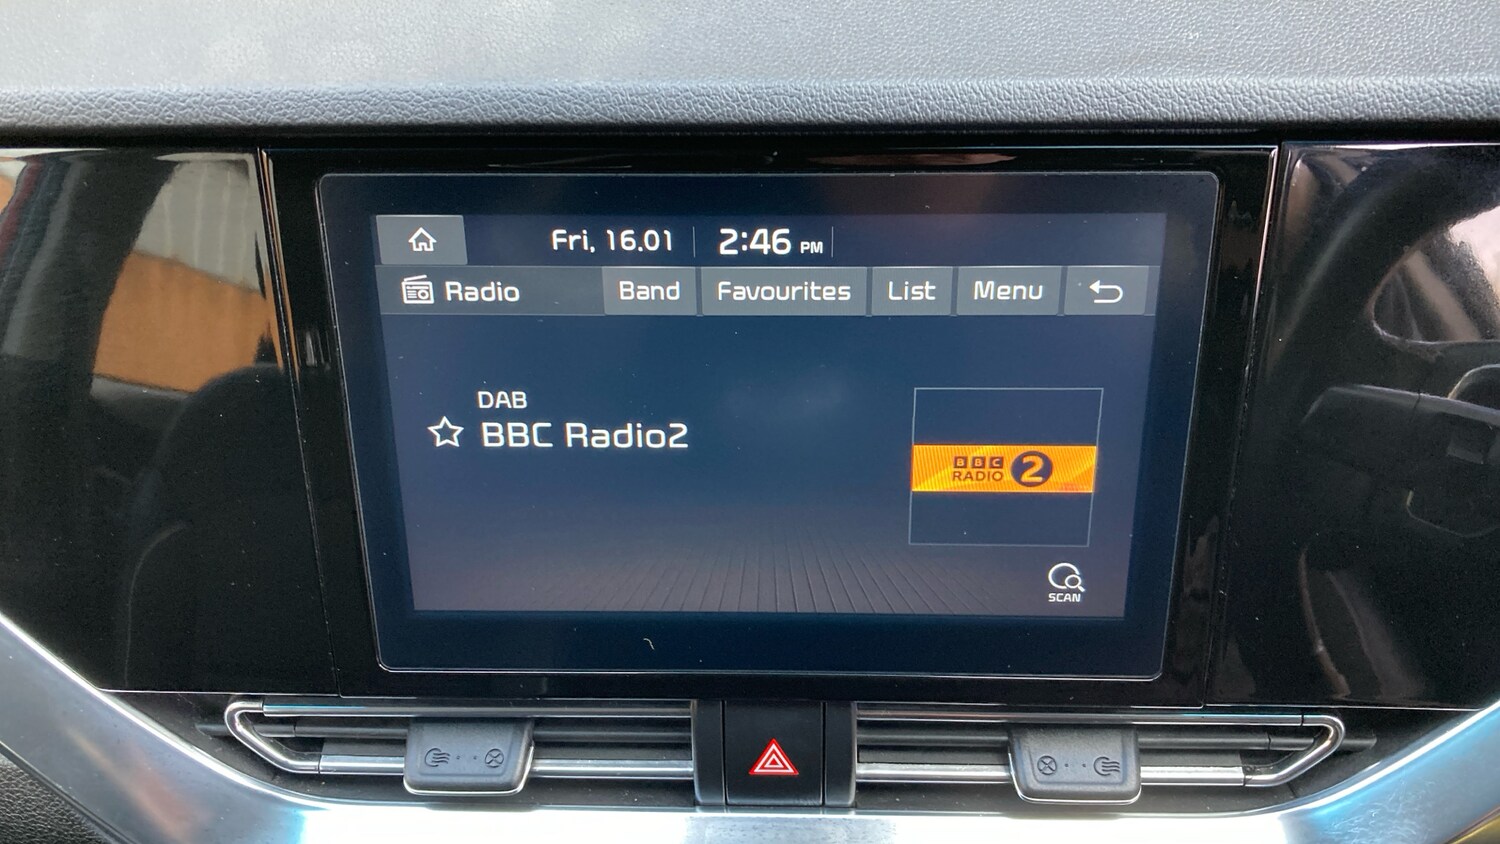 Fri, 16.01 2:46 PM
Radio Band Favourites List Menu
DAB
BBC Radio2
BBC
RADIO 2
SCAN